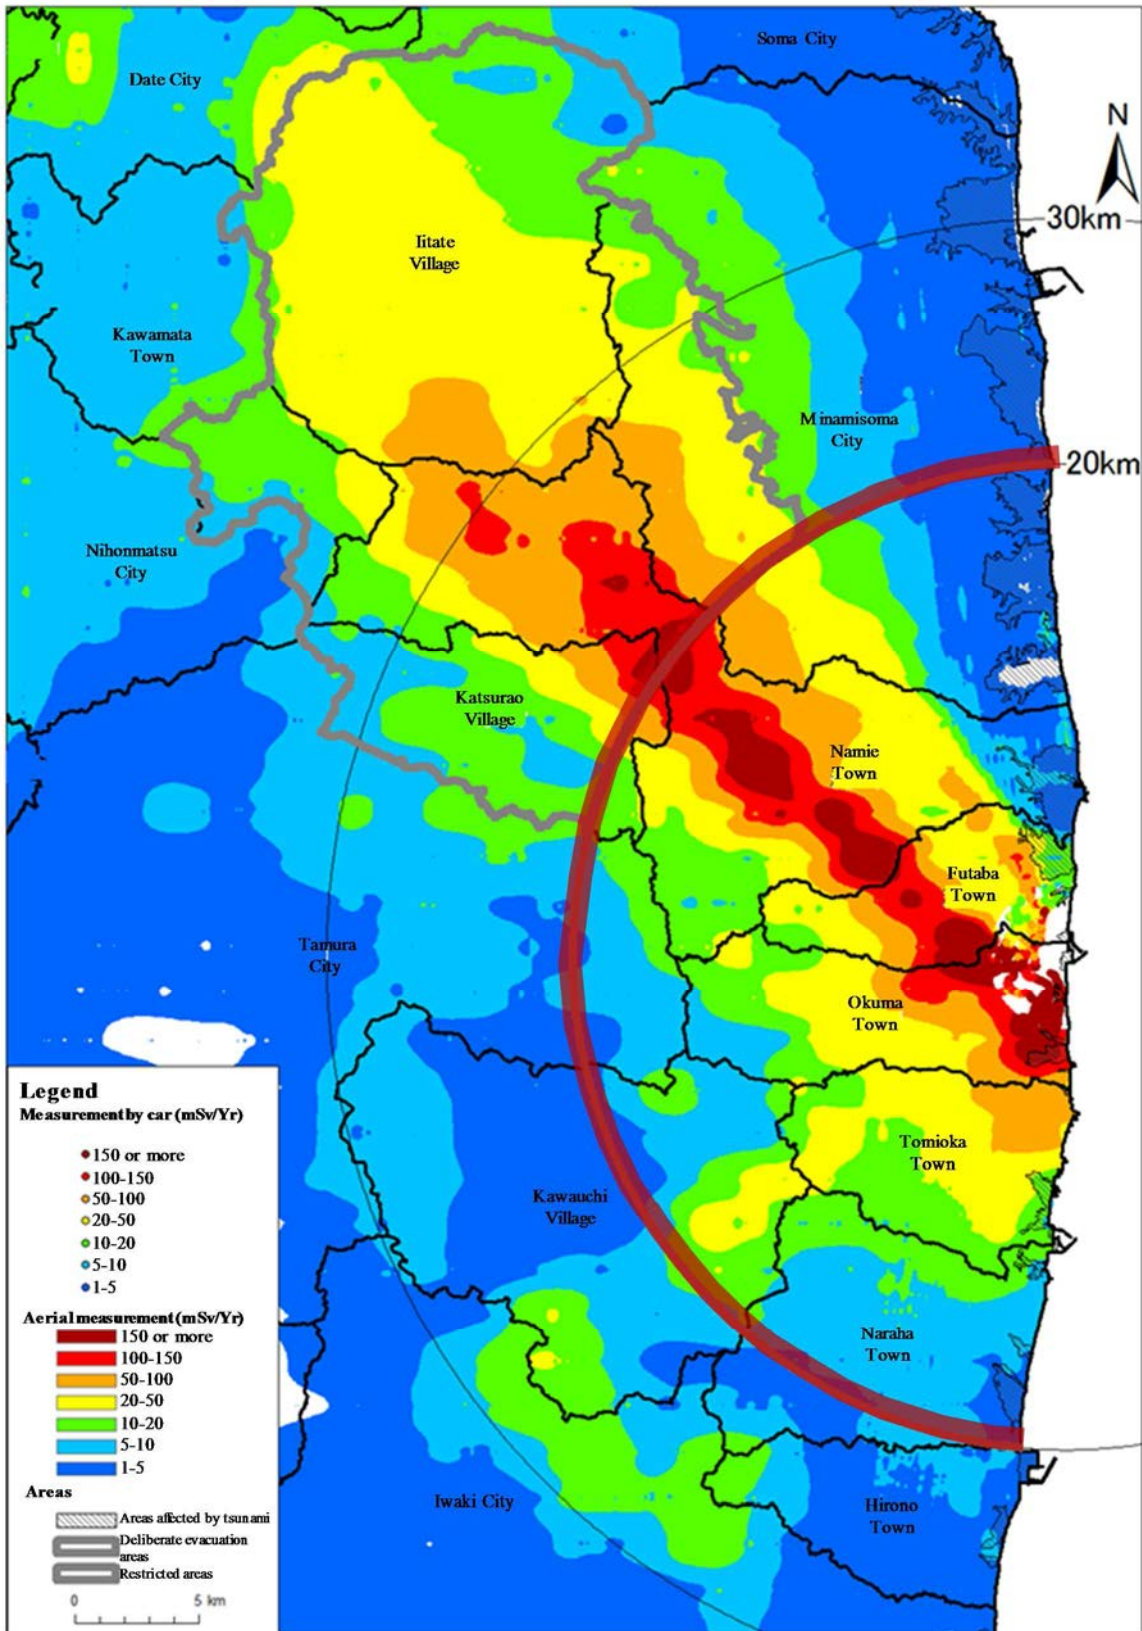 Soma City
Date City
N
30km
Iitate
Village
Kawamata
Town
Minamisoma
City
20km
Nihonmatsu
City
Katsurao
Village
Namie
Town
Futaba
Town
Tamura
City
Okuma
Town
Tomioka
Town
Kawauchi
Village
Naraha
Town
Iwaki City
Hirono
Town
Legend
Measurement by car (mSv/Yr)
150 or more
100-150
50-100
20-50
10-20
5-10
1-5
Aerial measurement (mSv/Yr)
150 or more
100-150
50-100
20-50
10-20
5-10
1-5
Areas
Areas affected by tsunami
Deliberate evacuation
areas
Restricted areas
0 5 km